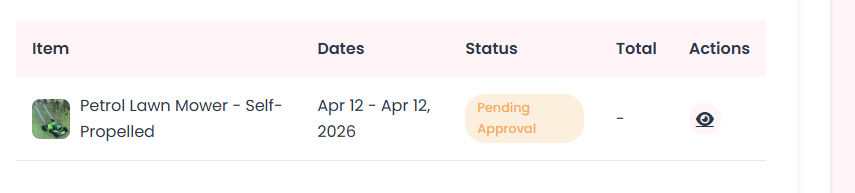 Item Dates Status Total Actions
Petrol Lawn Mower - Self-
Propelled
Apr 12 - Apr 12,
2026
Pending
Approval
-